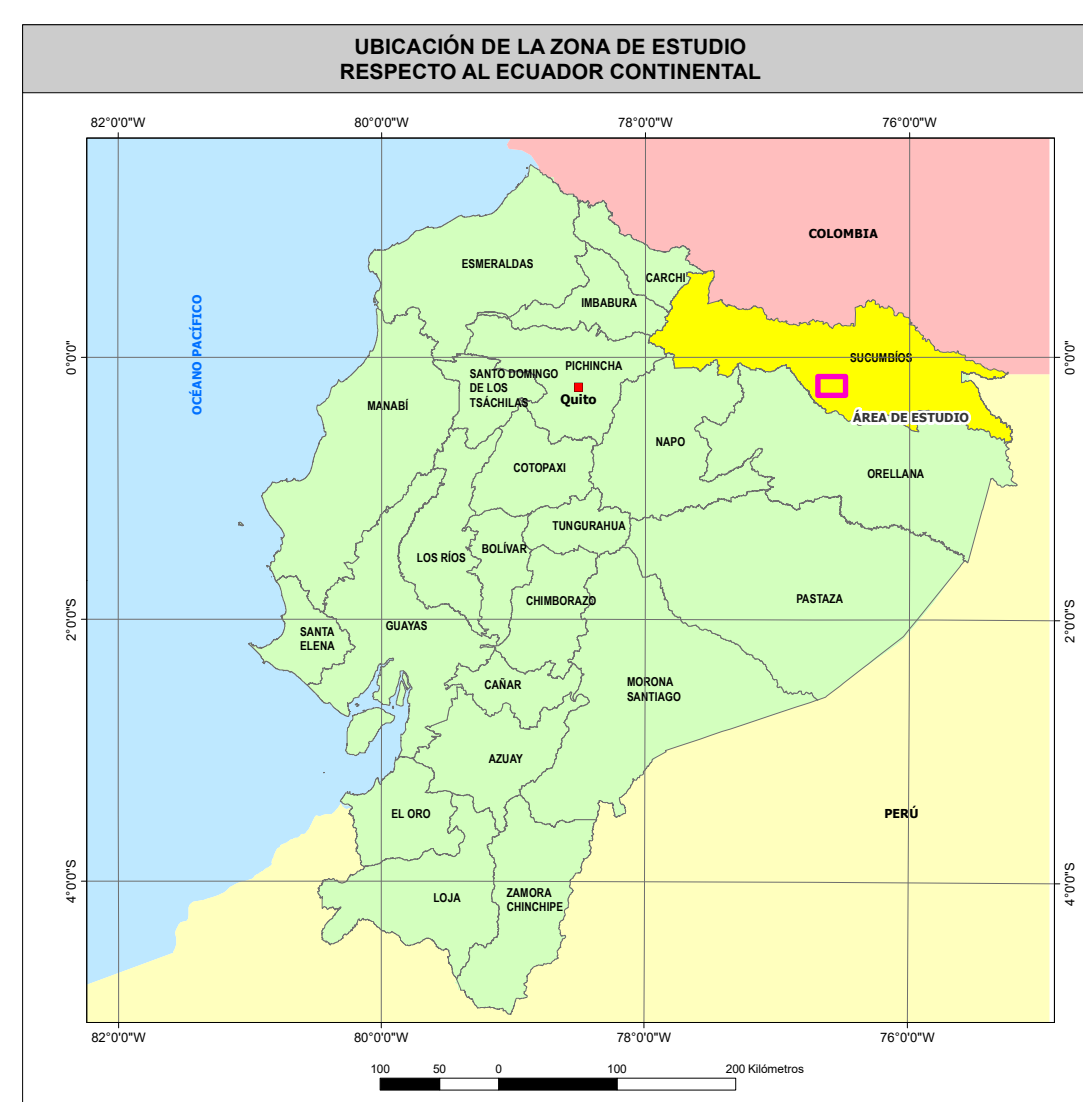 UBICACIÓN DE LA ZONA DE ESTUDIO
RESPECTO AL ECUADOR CONTINENTAL
82°0'0"W
80°0'0"W
78°0'0"W
76°0'0"W
COLOMBIA
ESMERALDAS
CARCHI
IMBABURA
OCÉANO PACÍFICO
0°0'0"
SUCUMBÍOS
0°0'0"
PICHINCHA
SANTO DOMINGO
DE LOS
TSÁCHILAS
Quito
MANABÍ
ÁREA DE ESTUDIO
NAPO
COTOPAXI
ORELLANA
TUNGURAHUA
BOLÍVAR
LOS RÍOS
CHIMBORAZO
PASTAZA
2°0'0"S
2°0'0"S
GUAYAS
SANTA
ELENA
CAÑAR
MORONA
SANTIAGO
AZUAY
EL ORO
PERÚ
4°0'0"S
4°0'0"S
LOJA
ZAMORA
CHINCHIPE
82°0'0"W
80°0'0"W
78°0'0"W
76°0'0"W
100
50
0
100
200 Kilómetros